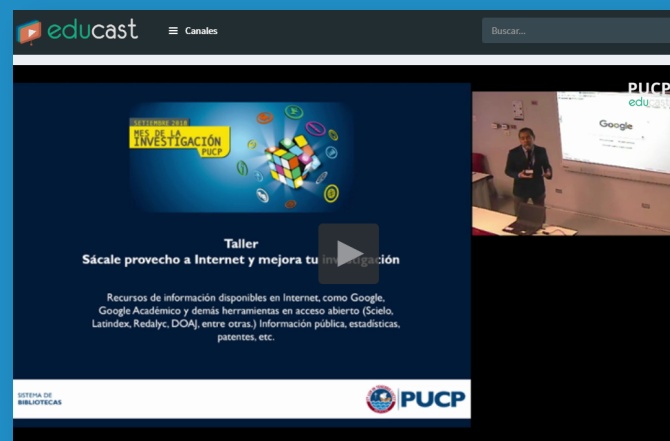 educast
Canales
Buscar...
PUCP
educast
SETIEMBRE 2018
MES DE LA
INVESTIGACIÓN
PUCP
Google
Taller
Sácale provecho a Internet y mejora tu investigación
Recursos de información disponibles en Internet, como Google,
Google Académico y demás herramientas en acceso abierto (Scielo,
Latindex, Redalyc, DOAJ, entre otras.) Información pública, estadísticas,
patentes, etc.
SISTEMA DE
BIBLIOTECAS
PUCP